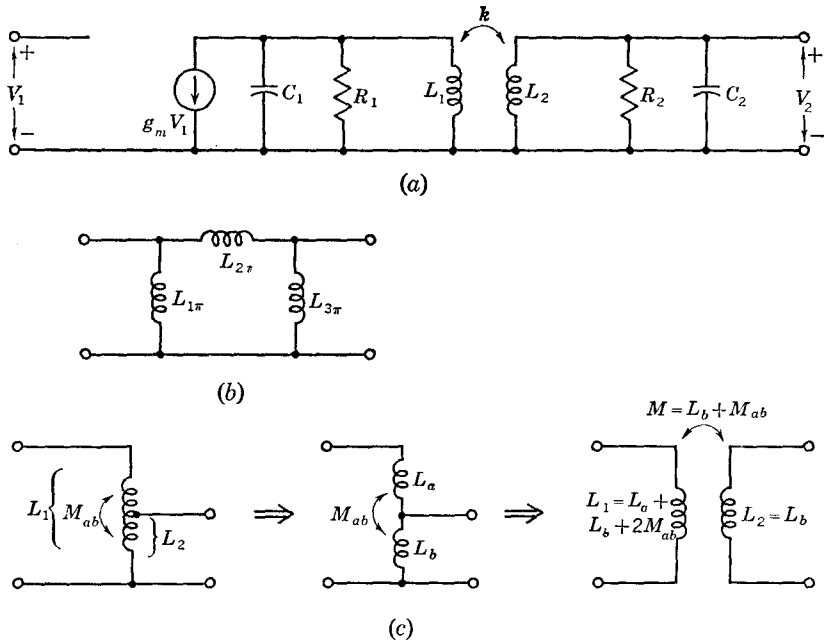 k
+
V₁
−
gₘV₁
C₁
R₁
L₁
L₂
R₂
C₂
+
V₂
−
(a)
L₂π
L₁π
L₃π
(b)
L₁
Mab
L₂
⇒
La
Mab
Lb
⇒
M = Lb + Mab
L₁ = La +
Lb + 2Mab
L₂ = Lb
(c)